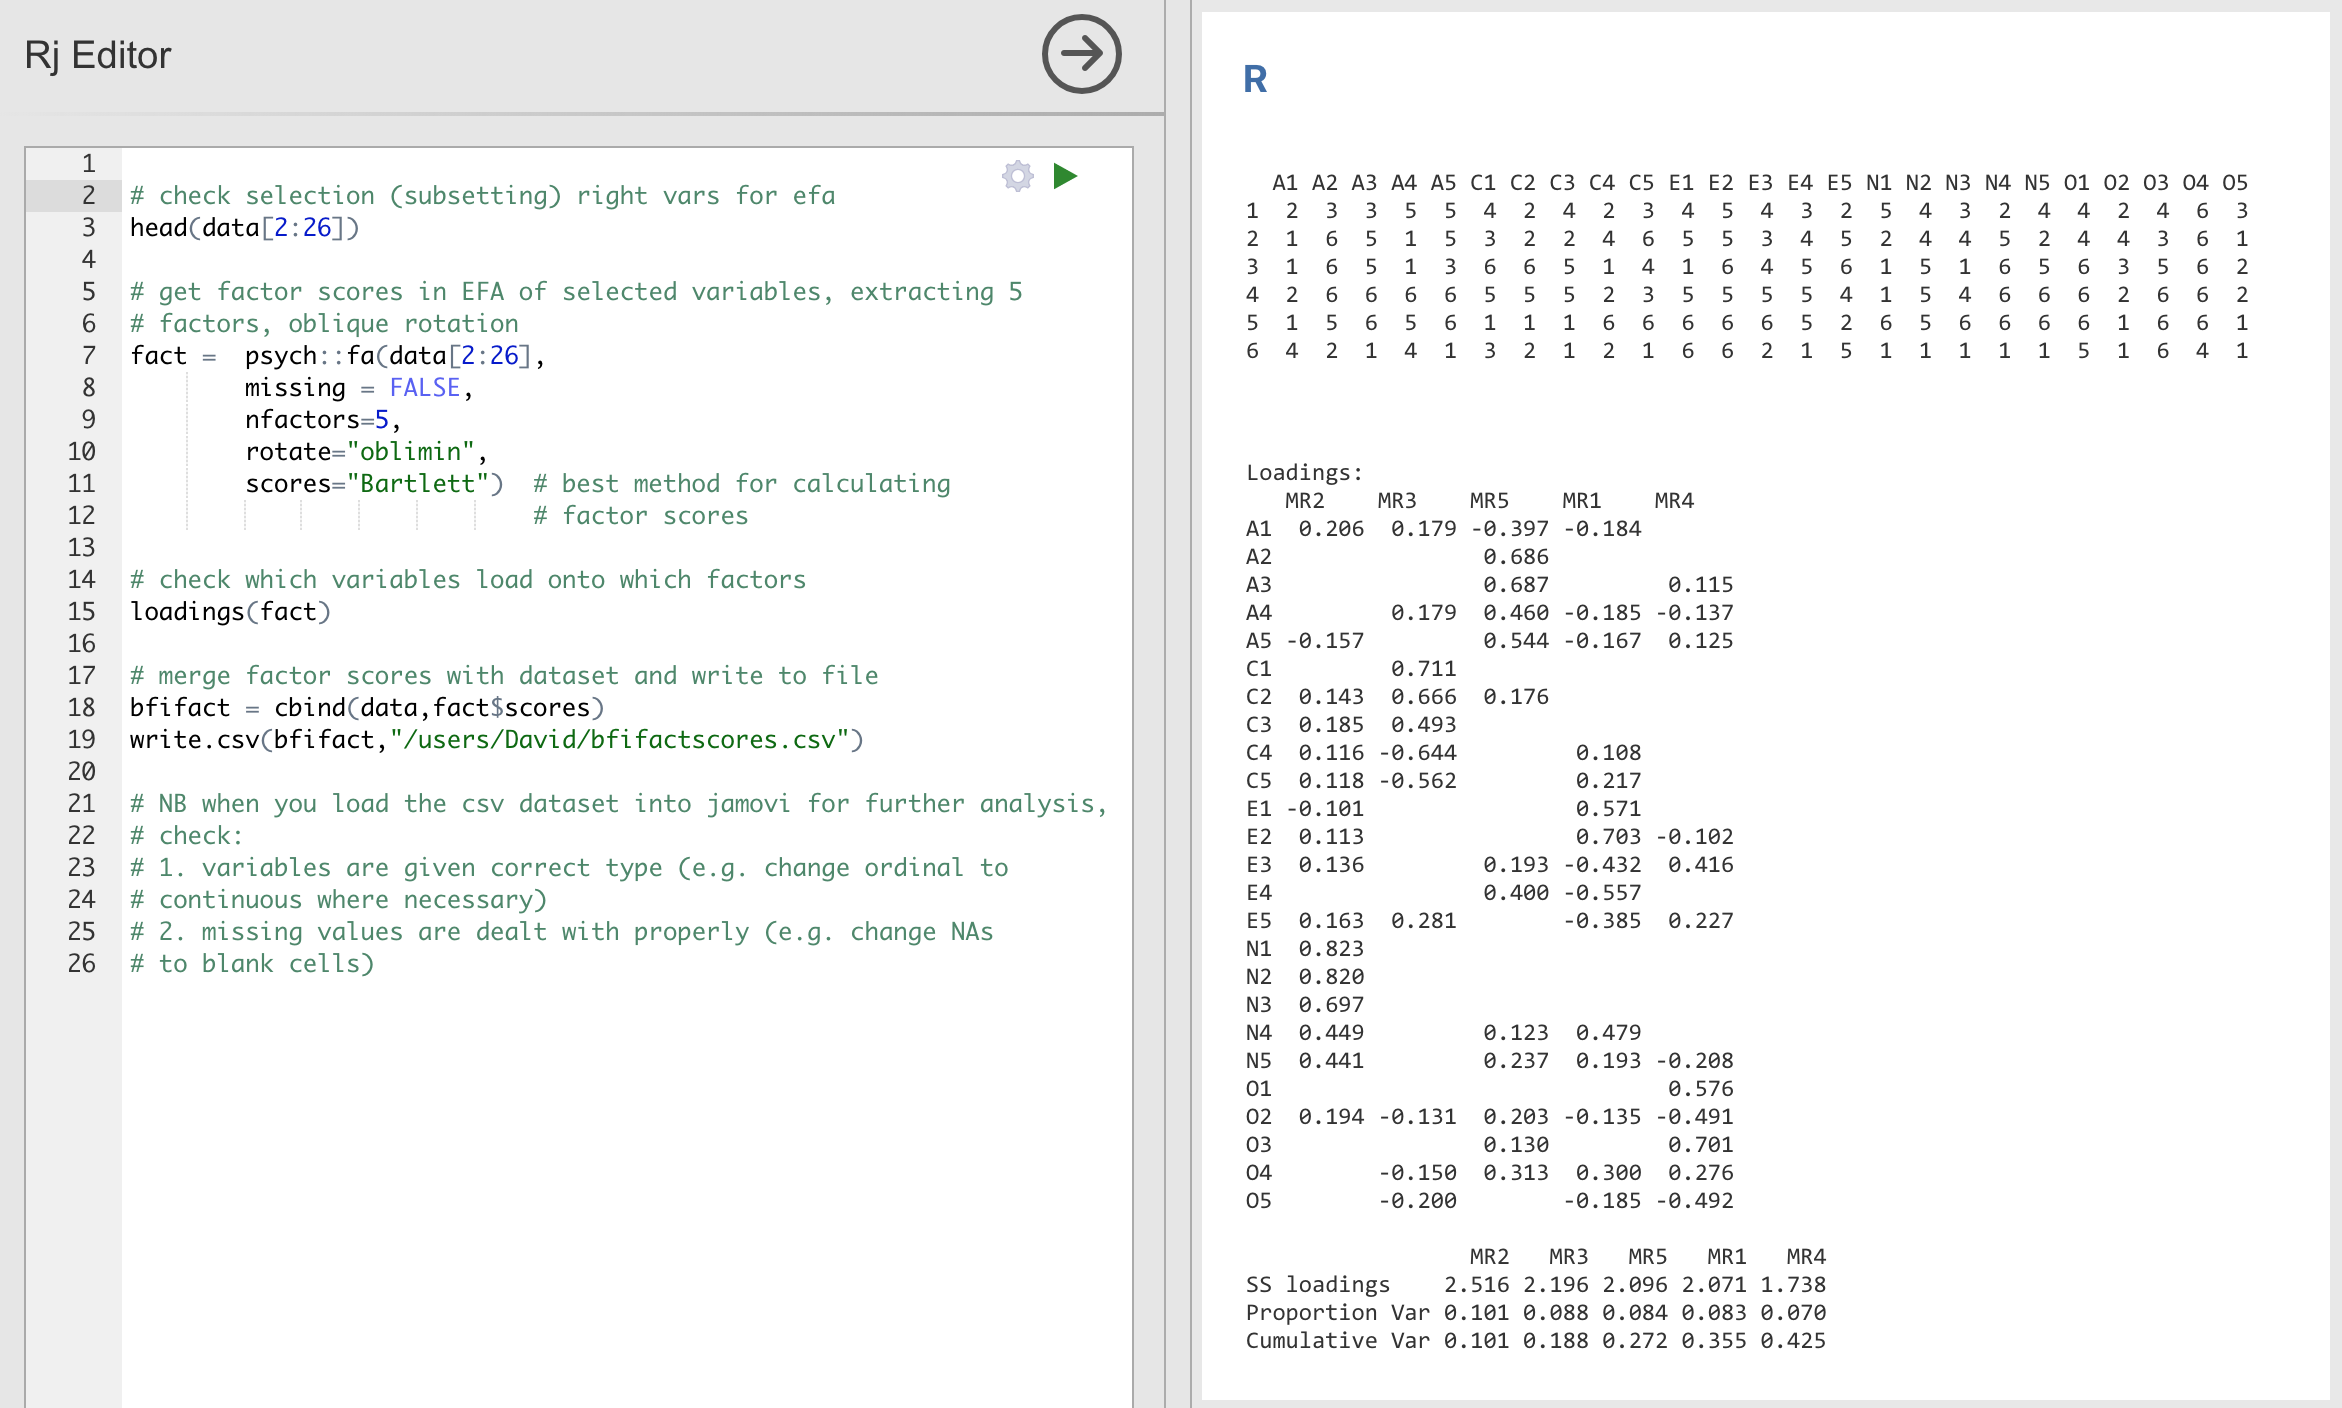 Rj Editor
1
2 # check selection (subsetting) right vars for efa
3 head(data[2:26])
4
5 # get factor scores in EFA of selected variables, extracting 5
6 # factors, oblique rotation
7 fact =  psych::fa(data[2:26],
8         missing = FALSE,
9         nfactors=5,
10         rotate="oblimin",
11         scores="Bartlett")  # best method for calculating
12                             # factor scores
13
14 # check which variables load onto which factors
15 loadings(fact)
16
17 # merge factor scores with dataset and write to file
18 bfifact = cbind(data,fact$scores)
19 write.csv(bfifact,"/users/David/bfifactscores.csv")
20
21 # NB when you load the csv dataset into jamovi for further analysis,
22 # check:
23 # 1. variables are given correct type (e.g. change ordinal to
24 # continuous where necessary)
25 # 2. missing values are dealt with properly (e.g. change NAs
26 # to blank cells)
R
  A1 A2 A3 A4 A5 C1 C2 C3 C4 C5 E1 E2 E3 E4 E5 N1 N2 N3 N4 N5 O1 O2 O3 O4 O5
1  2  3  3  5  5  4  2  4  2  3  4  5  4  3  2  5  4  3  2  4  4  2  4  6  3
2  1  6  5  1  5  3  2  2  4  6  5  5  3  4  5  2  4  4  5  2  4  4  3  6  1
3  1  6  5  1  3  6  6  5  1  4  1  6  4  5  6  1  5  1  6  5  6  3  5  6  2
4  2  6  6  6  6  5  5  5  2  3  5  5  5  5  4  1  5  4  6  6  6  2  6  6  2
5  1  5  6  5  6  1  1  1  6  6  6  6  6  5  2  6  5  6  6  6  6  1  6  6  1
6  4  2  1  4  1  3  2  1  2  1  6  6  2  1  5  1  1  1  1  1  5  1  6  4  1
Loadings:
   MR2    MR3    MR5    MR1    MR4
A1  0.206  0.179 -0.397 -0.184
A2                0.686
A3                0.687         0.115
A4         0.179  0.460 -0.185 -0.137
A5 -0.157         0.544 -0.167  0.125
C1         0.711
C2  0.143  0.666  0.176
C3  0.185  0.493
C4  0.116 -0.644         0.108
C5  0.118 -0.562         0.217
E1 -0.101                0.571
E2  0.113                0.703 -0.102
E3  0.136         0.193 -0.432  0.416
E4                0.400 -0.557
E5  0.163  0.281        -0.385  0.227
N1  0.823
N2  0.820
N3  0.697
N4  0.449         0.123  0.479
N5  0.441         0.237  0.193 -0.208
O1                              0.576
O2  0.194 -0.131  0.203 -0.135 -0.491
O3                0.130         0.701
O4        -0.150  0.313  0.300  0.276
O5        -0.200        -0.185 -0.492
                 MR2   MR3   MR5   MR1   MR4
SS loadings    2.516 2.196 2.096 2.071 1.738
Proportion Var 0.101 0.088 0.084 0.083 0.070
Cumulative Var 0.101 0.188 0.272 0.355 0.425